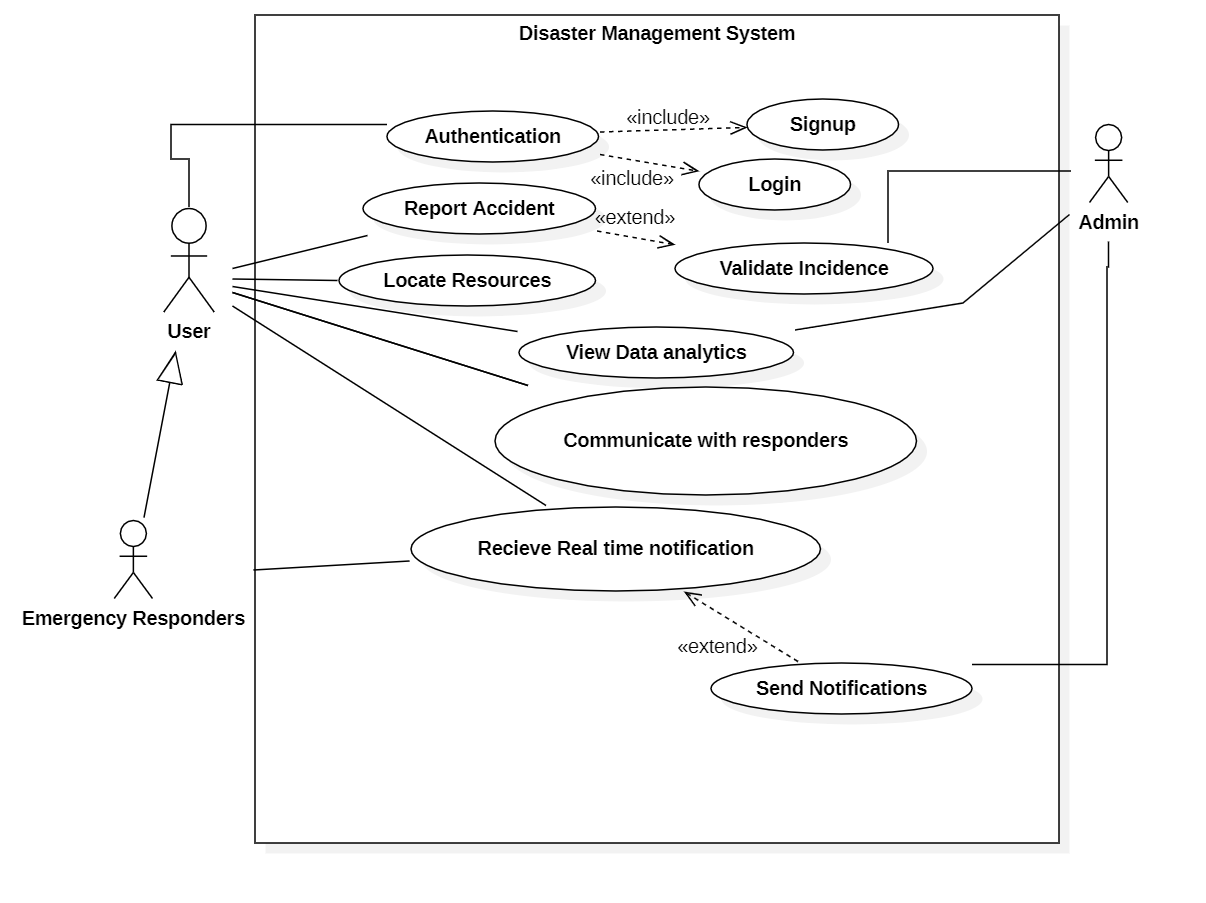 Disaster Management System
Authentication
«include»
Signup
«include»
Login
Report Accident
«extend»
Admin
Validate Incidence
Locate Resources
User
View Data analytics
Communicate with responders
Recieve Real time notification
Emergency Responders
«extend»
Send Notifications